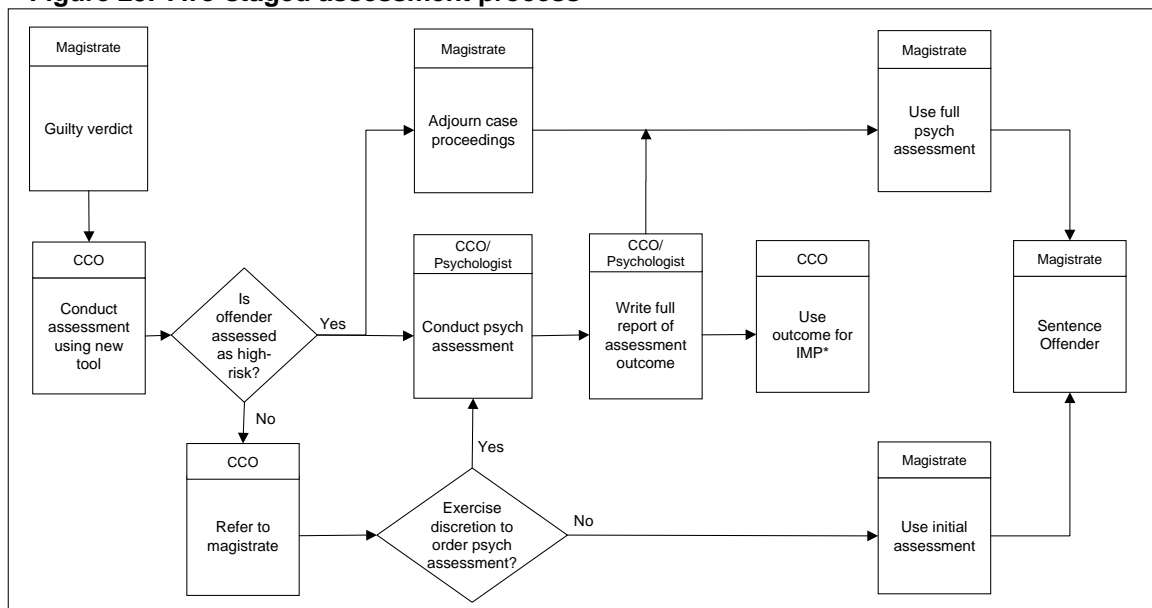 Figure assessment process
Magistrate
Guilty verdict
Magistrate
Adjourn case
proceedings
Magistrate
Use full
psych
assessment
CCO
Conduct
assessment
using new
tool
Is
offender
assessed
as high-
risk?
Yes
CCO/
Psychologist
Conduct psych
assessment
CCO/
Psychologist
Write full
report of
assessment
outcome
CCO
Use
outcome for
IMP*
Magistrate
Sentence
Offender
No
CCO
Refer to
magistrate
Yes
Exercise
discretion to
order psych
assessment?
No
Magistrate
Use initial
assessment